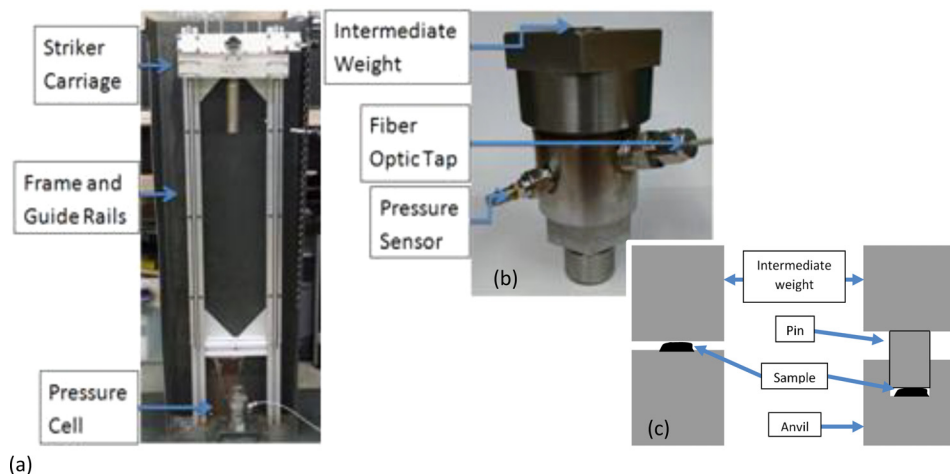 Striker
Carriage
Frame and
Guide Rails
Pressure
Cell
(a)
Intermediate
Weight
Fiber
Optic Tap
Pressure
Sensor
(b)
Intermediate
weight
Pin
Sample
Anvil
(c)